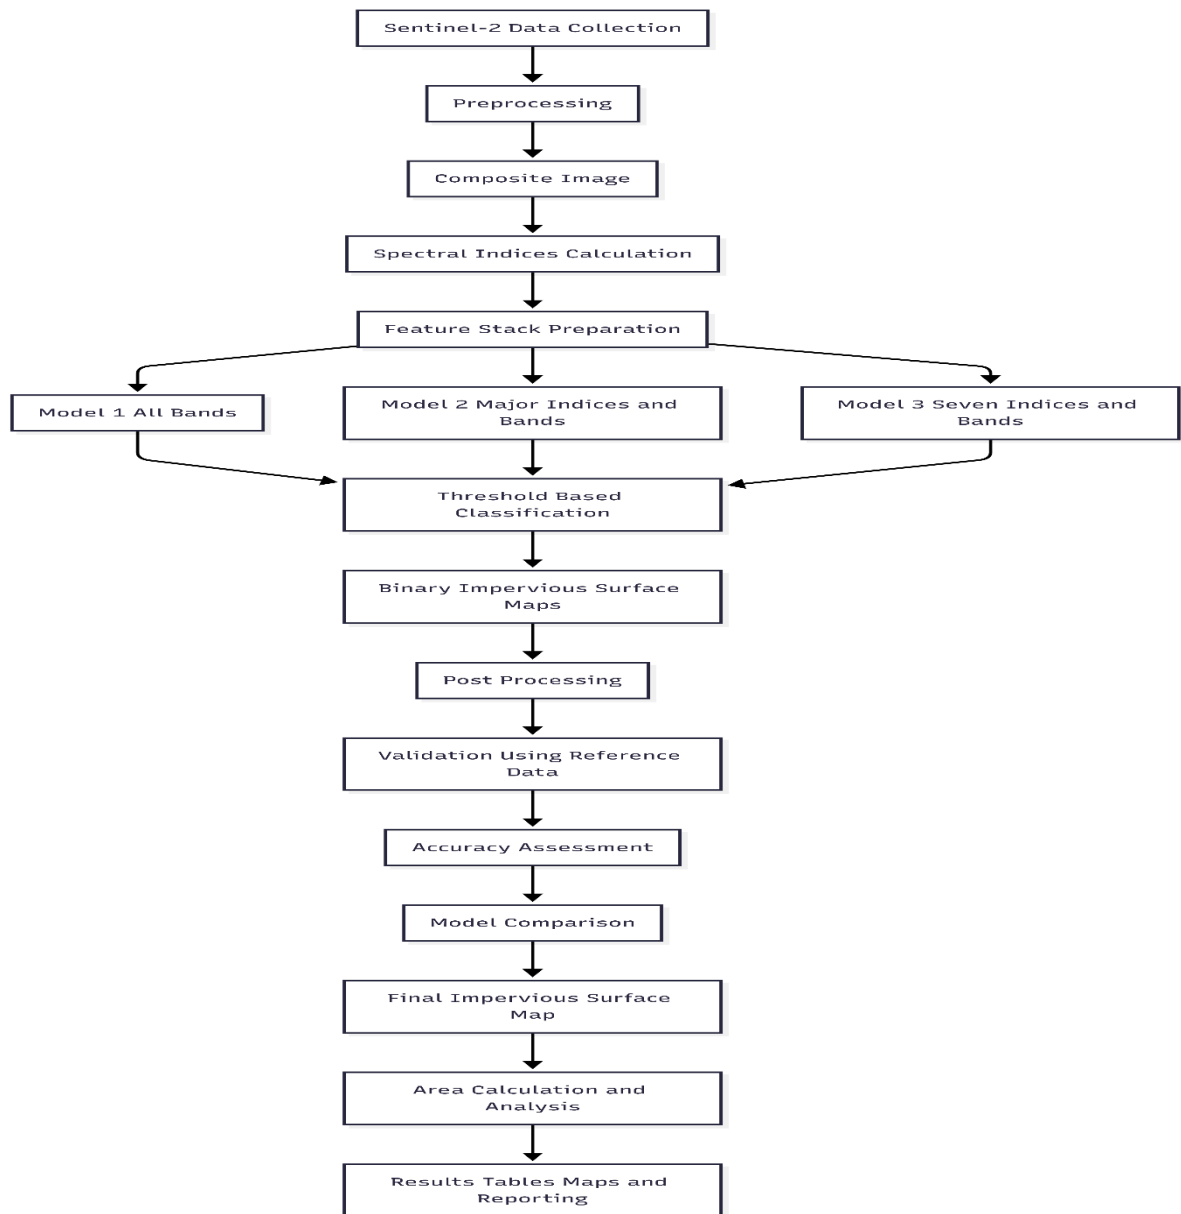 Sentinel-2 Data Collection
Preprocessing
Composite Image
Spectral Indices Calculation
Feature Stack Preparation
Model 1 All Bands
Model 2 Major Indices and
Bands
Model 3 Seven Indices and
Bands
Threshold Based
Classification
Binary Impervious Surface
Maps
Post Processing
Validation Using Reference
Data
Accuracy Assessment
Model Comparison
Final Impervious Surface
Map
Area Calculation and
Analysis
Results Tables Maps and
Reporting